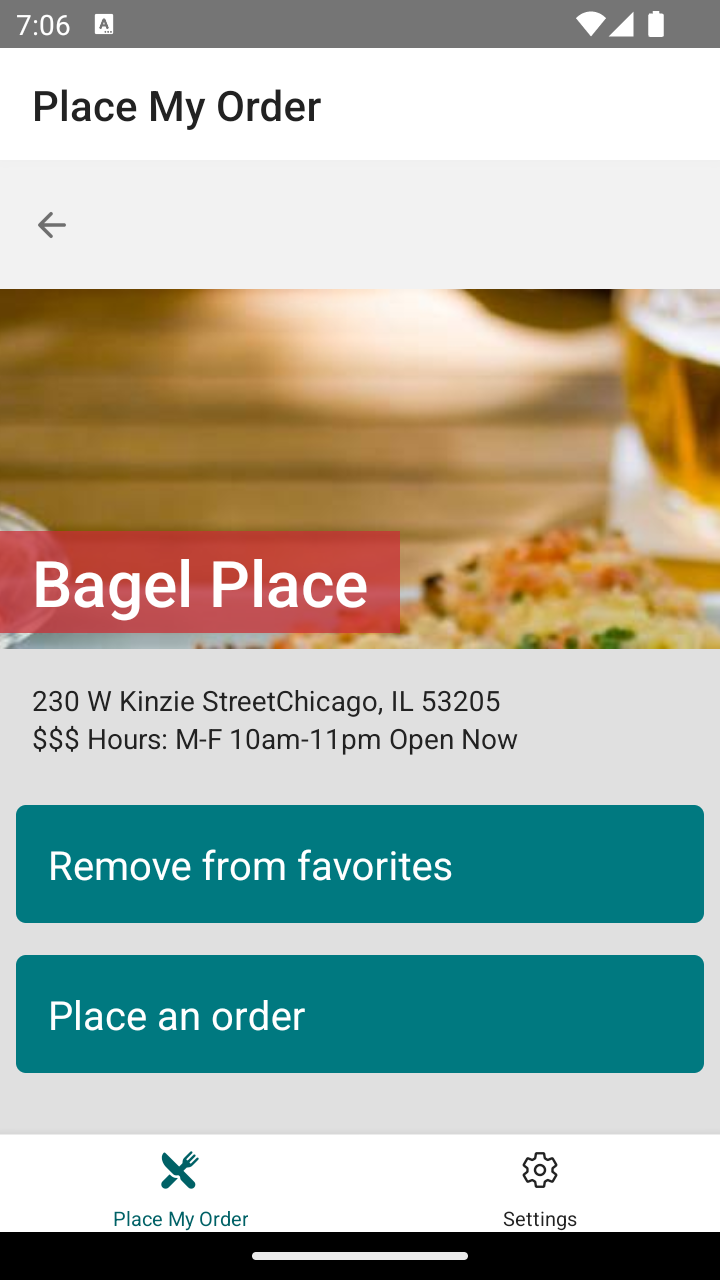 7:06
A
Place My Order
Bagel Place
230 W Kinzie StreetChicago, IL 53205
$$$ Hours: M-F 10am-11pm Open Now
Remove from favorites
Place an order
Place My Order
Settings